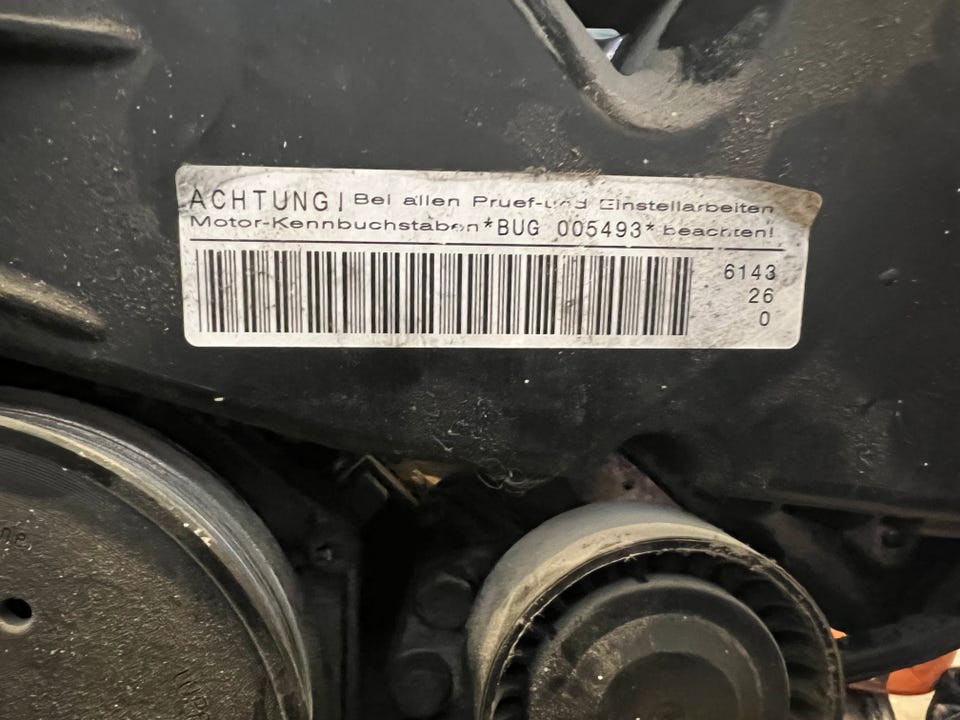 ACHTUNG! Bei allen Pruef-und Einstellarbeiten
Motor-Kennbuchstaben *BUG 005493* beachten!
6143
26
0